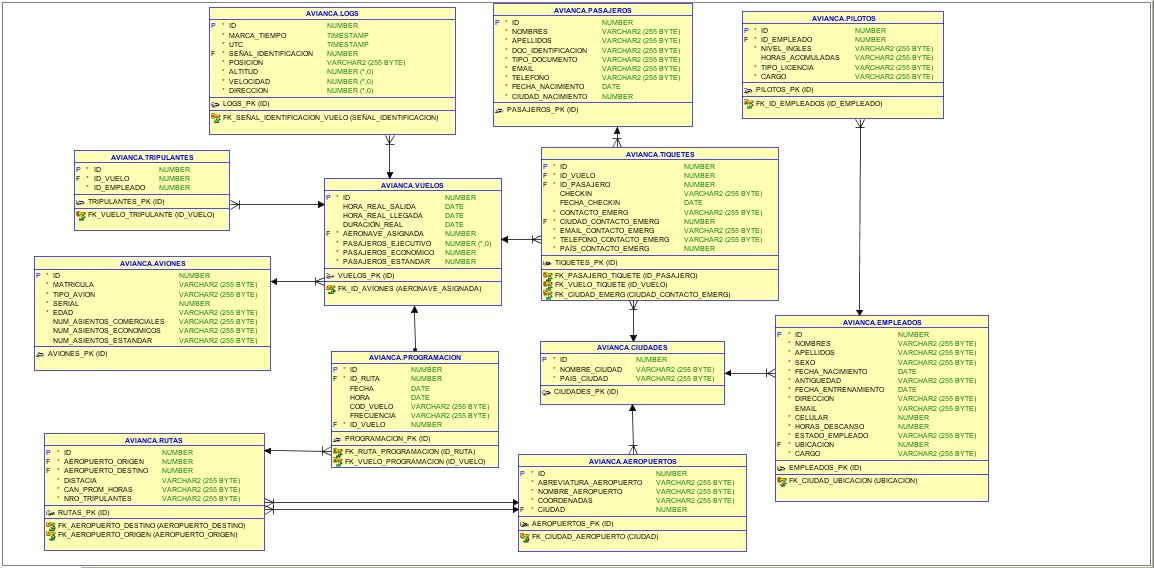 AVIANCA.LOGS
P * ID NUMBER
* MARCA_TIEMPO TIMESTAMP
* UTC TIMESTAMP
F * SEÑAL_IDENTIFICACION NUMBER
* POSICION VARCHAR2 (255 BYTE)
* ALTITUD NUMBER (*,0)
* VELOCIDAD NUMBER (*,0)
* DIRECCION NUMBER (*,0)
LOGS_PK (ID)
FK_SEÑAL_IDENTIFICACION_VUELO (SEÑAL_IDENTIFICACION)
AVIANCA.PASAJEROS
P * ID NUMBER
* NOMBRES VARCHAR2 (255 BYTE)
* APELLIDOS VARCHAR2 (255 BYTE)
* DOC_IDENTIFICACION VARCHAR2 (255 BYTE)
* TIPO_DOCUMENTO VARCHAR2 (255 BYTE)
* EMAIL VARCHAR2 (255 BYTE)
* TELEFONO VARCHAR2 (255 BYTE)
* FECHA_NACIMIENTO DATE
* CIUDAD_NACIMIENTO NUMBER
PASAJEROS_PK (ID)
AVIANCA.PILOTOS
P * ID NUMBER
F * ID_EMPLEADO NUMBER
* NIVEL_INGLES VARCHAR2 (255 BYTE)
HORAS_ACOMULADAS VARCHAR2 (255 BYTE)
* TIPO_LICENCIA VARCHAR2 (255 BYTE)
* CARGO VARCHAR2 (255 BYTE)
PILOTOS_PK (ID)
FK_ID_EMPLEADOS (ID_EMPLEADO)
AVIANCA.TRIPULANTES
P * ID NUMBER
F * ID_VUELO NUMBER
* ID_EMPLEADO NUMBER
TRIPULANTES_PK (ID)
FK_VUELO_TRIPULANTE (ID_VUELO)
AVIANCA.VUELOS
P * ID NUMBER
HORA_REAL_SALIDA DATE
HORA_REAL_LLEGADA DATE
DURACIÓN_REAL DATE
F * AERONAVE_ASIGNADA NUMBER
* PASAJEROS_EJECUTIVO NUMBER (*,0)
* PASAJEROS_ECONOMICO NUMBER
* PASAJEROS_ESTANDAR NUMBER
VUELOS_PK (ID)
FK_ID_AVIONES (AERONAVE_ASIGNADA)
AVIANCA.TIQUETES
P * ID NUMBER
F * ID_VUELO NUMBER
F * ID_PASAJERO NUMBER
CHECKIN VARCHAR2 (255 BYTE)
FECHA_CHECKIN DATE
* CONTACTO_EMERG VARCHAR2 (255 BYTE)
F * CIUDAD_CONTACTO_EMERG NUMBER
* EMAIL_CONTACTO_EMERG VARCHAR2 (255 BYTE)
* TELEFONO_CONTACTO_EMERG VARCHAR2 (255 BYTE)
* PAÍS_CONTACTO_EMERG NUMBER
TIQUETES_PK (ID)
FK_PASAJERO_TIQUETE (ID_PASAJERO)
FK_VUELO_TIQUETE (ID_VUELO)
FK_CIUDAD_EMERG (CIUDAD_CONTACTO_EMERG)
AVIANCA.AVIONES
P * ID NUMBER
* MATRICULA VARCHAR2 (255 BYTE)
* TIPO_AVION VARCHAR2 (255 BYTE)
* SERIAL NUMBER
* EDAD VARCHAR2 (255 BYTE)
NUM_ASIENTOS_COMERCIALES VARCHAR2 (255 BYTE)
NUM_ASIENTOS_ECONOMICOS VARCHAR2 (255 BYTE)
NUM_ASIENTOS_ESTANDAR VARCHAR2 (255 BYTE)
AVIONES_PK (ID)
AVIANCA.PROGRAMACION
P * ID NUMBER
F * ID_RUTA NUMBER
FECHA DATE
HORA DATE
COD_VUELO VARCHAR2 (255 BYTE)
FRECUENCIA VARCHAR2 (255 BYTE)
F * ID_VUELO NUMBER
PROGRAMACION_PK (ID)
FK_RUTA_PROGRAMACION (ID_RUTA)
FK_VUELO_PROGRAMACION (ID_VUELO)
AVIANCA.CIUDADES
P * ID NUMBER
* NOMBRE_CIUDAD VARCHAR2 (255 BYTE)
* PAIS_CIUDAD VARCHAR2 (255 BYTE)
CIUDADES_PK (ID)
AVIANCA.EMPLEADOS
P * ID NUMBER
* NOMBRES VARCHAR2 (255 BYTE)
* APELLIDOS VARCHAR2 (255 BYTE)
* SEXO VARCHAR2 (255 BYTE)
* FECHA_NACIMIENTO DATE
* ANTIGUEDAD VARCHAR2 (255 BYTE)
* FECHA_ENTRENAMIENTO DATE
* DIRECCION VARCHAR2 (255 BYTE)
EMAIL VARCHAR2 (255 BYTE)
* CELULAR NUMBER
* HORAS_DESCANSO NUMBER
* ESTADO_EMPLEADO VARCHAR2 (255 BYTE)
F * UBICACION NUMBER
* CARGO VARCHAR2 (255 BYTE)
EMPLEADOS_PK (ID)
FK_CIUDAD_UBICACION (UBICACION)
AVIANCA.RUTAS
P * ID NUMBER
F * AEROPUERTO_ORIGEN NUMBER
F * AEROPUERTO_DESTINO NUMBER
* DISTACIA VARCHAR2 (255 BYTE)
* CAN_PROM_HORAS VARCHAR2 (255 BYTE)
* NRO_TRIPULANTES VARCHAR2 (255 BYTE)
RUTAS_PK (ID)
FK_AEROPUERTO_DESTINO (AEROPUERTO_DESTINO)
FK_AEROPUERTO_ORIGEN (AEROPUERTO_ORIGEN)
AVIANCA.AEROPUERTOS
P * ID NUMBER
* ABREVIATURA_AEROPUERTO VARCHAR2 (255 BYTE)
* NOMBRE_AEROPUERTO VARCHAR2 (255 BYTE)
* COORDENADAS VARCHAR2 (255 BYTE)
F * CIUDAD NUMBER
AEROPUERTOS_PK (ID)
FK_CIUDAD_AEROPUERTO (CIUDAD)